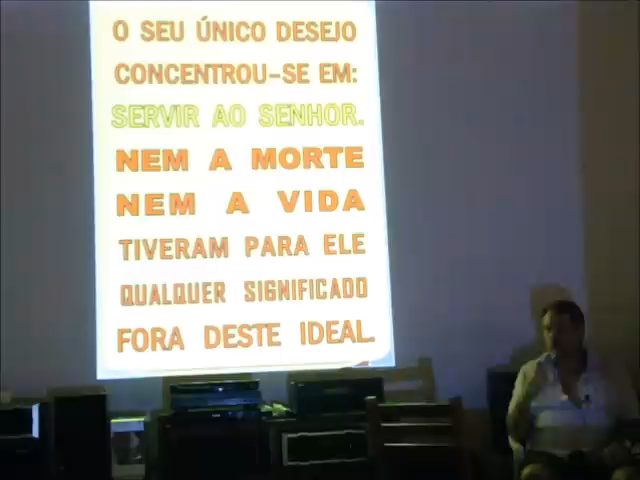 O SEU ÚNICO DESEJO
CONCENTROU-SE EM:
SERVIR AO SENHOR.
NEM A MORTE
NEM A VIDA
TIVERAM PARA ELE
QUALQUER SIGNIFICADO
FORA DESTE IDEAL.